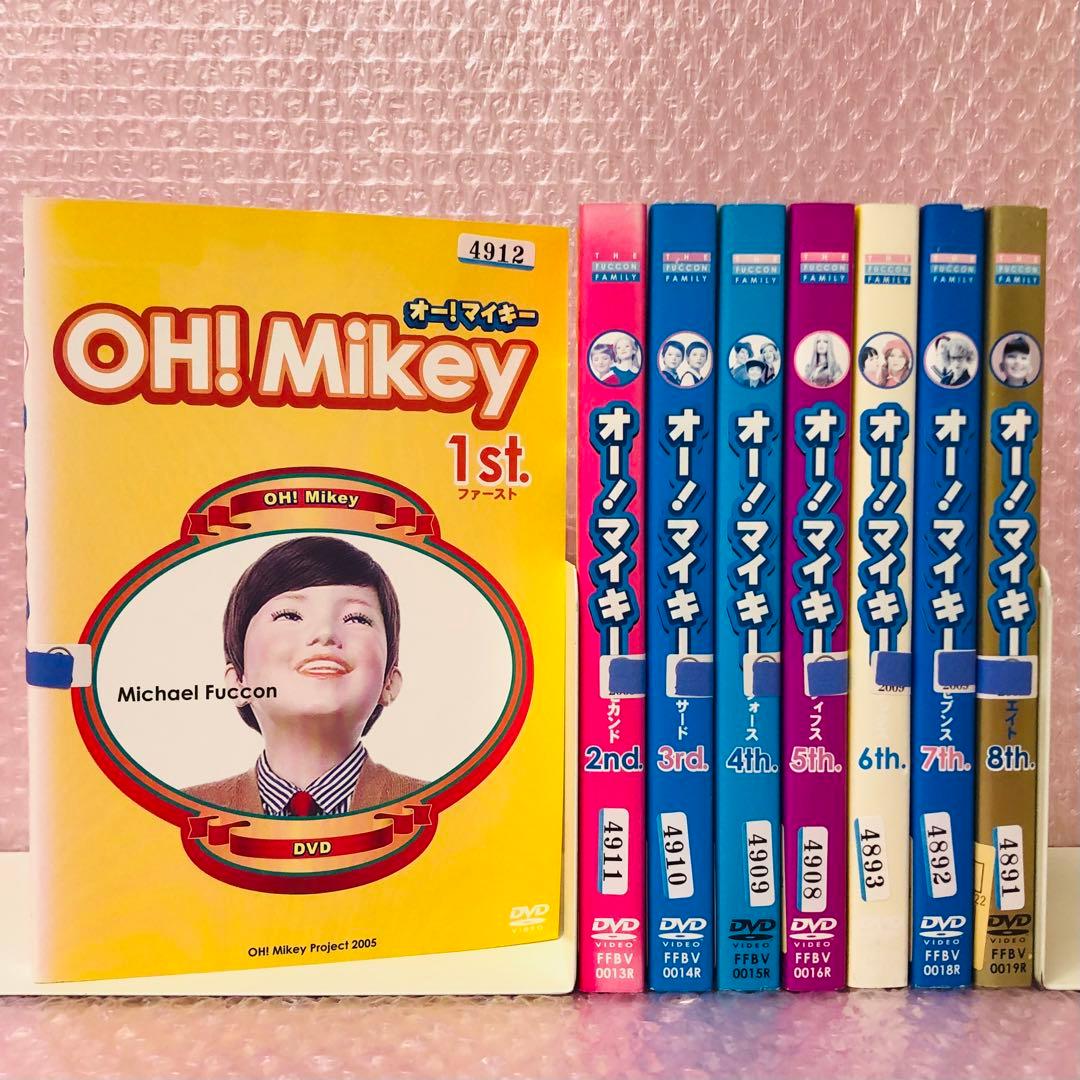 4912
オー!マイキー
OH! Mikey
1st.
ファースト
OH! Mikey
Michael Fuccon
DVD
DVD
OH! Mikey Project 2005
THE
FUCCON
FAMILY
オー!マイキー
カンド
2nd.
4911
DVD
VIDEO
FFBV
0013R
THE
FUCCON
FAMILY
オー!マイキー
サード
3rd.
4910
DVD
VIDEO
FFBV
0014R
THE
FUCCON
FAMILY
オー!マイキー
ォース
4th.
4909
DVD
VIDEO
FFBV
0015R
THE
FUCCON
FAMILY
オー!マイキー
ィフス
5th.
4908
DVD
VIDEO
FFBV
0016R
THE
FUCCON
FAMILY
オー!マイキー
2009
6th.
4893
THE
FUCCON
FAMILY
オー!マイキー
2009
ブンス
7th.
4892
DVD
VIDEO
FFBV
0018R
THE
FUCCON
FAMILY
オー!マイキー
エイト
8th.
4891
22
DVD
VIDEO
FFBV
0019R